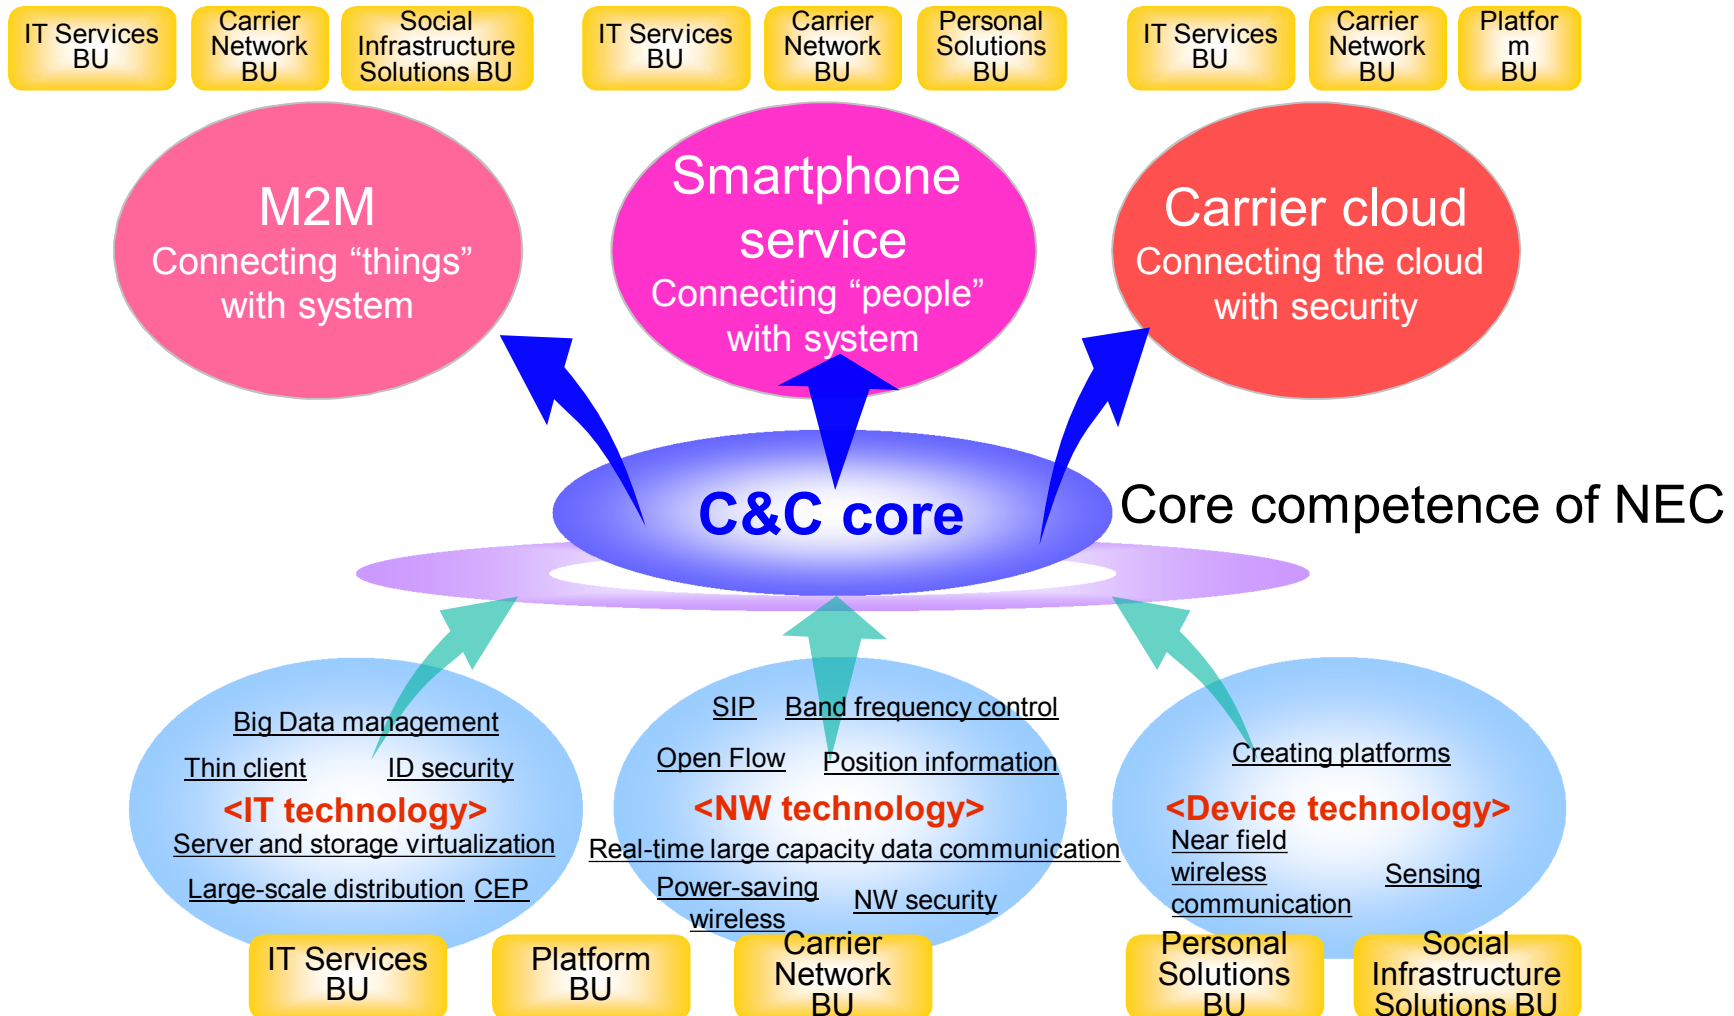 IT Services
BU
Carrier
Network
BU
Social
Infrastructure
Solutions BU
IT Services
BU
Carrier
Network
BU
Personal
Solutions
BU
IT Services
BU
Carrier
Network
BU
Platfor
m
BU
M2M
Connecting “things”
with system
Smartphone
service
Connecting “people”
with system
Carrier cloud
Connecting the cloud
with security
C&C core
Core competence of NEC
Big Data management
Thin client
ID security
<IT technology>
Server and storage virtualization
Large-scale distribution
CEP
SIP
Band frequency control
Open Flow
Position information
<NW technology>
Real-time large capacity data communication
Power-saving
wireless
NW security
Creating platforms
<Device technology>
Near field
wireless
communication
Sensing
IT Services
BU
Platform
BU
Carrier
Network
BU
Personal
Solutions
BU
Social
Infrastructure
Solutions BU